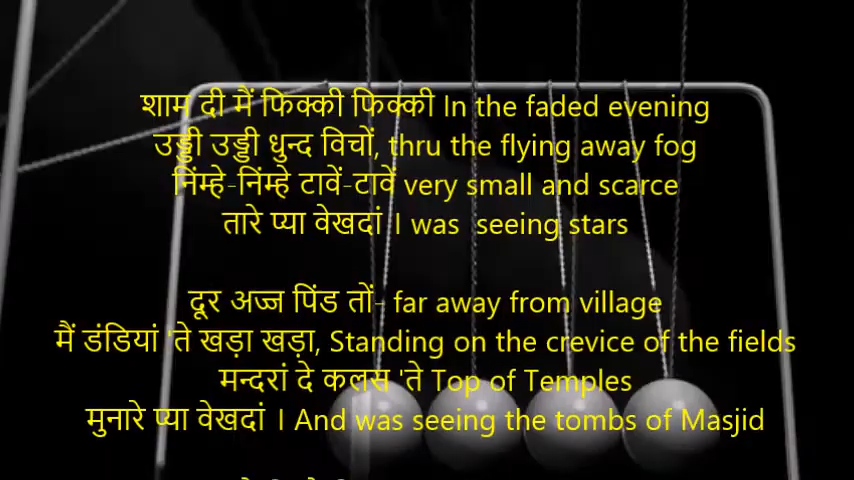 शाम दी मैं फिक्की फिक्की In the faded evening
उड्डी उड्डी धुन्द विचों, thru the flying away fog
निंम्हे-निंम्हे टावें-टावें very small and scarce
तारे प्या वेखदां । I was seeing stars
दूर अज्ज पिंड तों- far away from village
मैं डंडियां 'ते खड़ा खड़ा, Standing on the crevice of the fields
मन्दरां दे कलस 'ते Top of Temples
मुनारे प्या वेखदां । And was seeing the tombs of Masjid